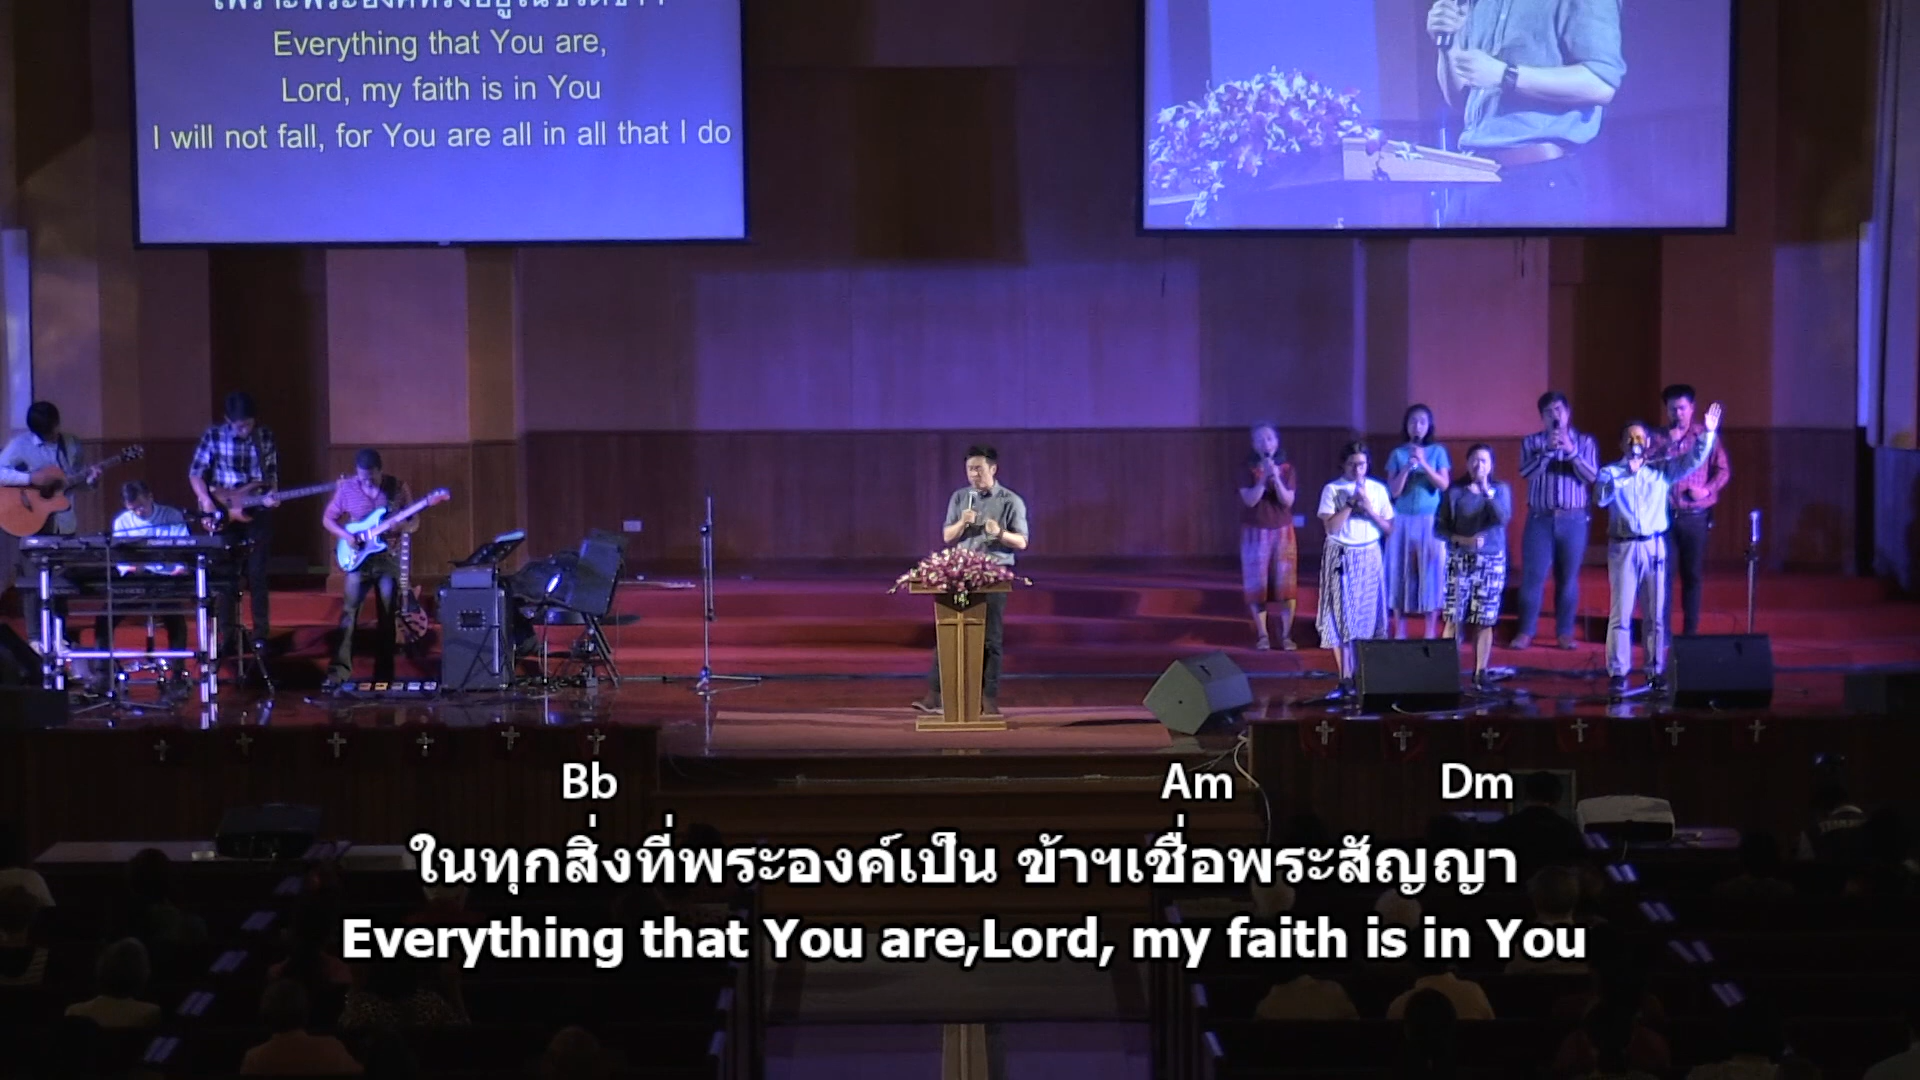 Everything that You are,
Lord, my faith is in You
I will not fall, for You are all in all that I do
Roland
Bb Am Dm
ในทุกสิ่งที่พระองค์เป็น ข้าฯเชื่อพระสัญญา
Everything that You are,Lord, my faith is in You